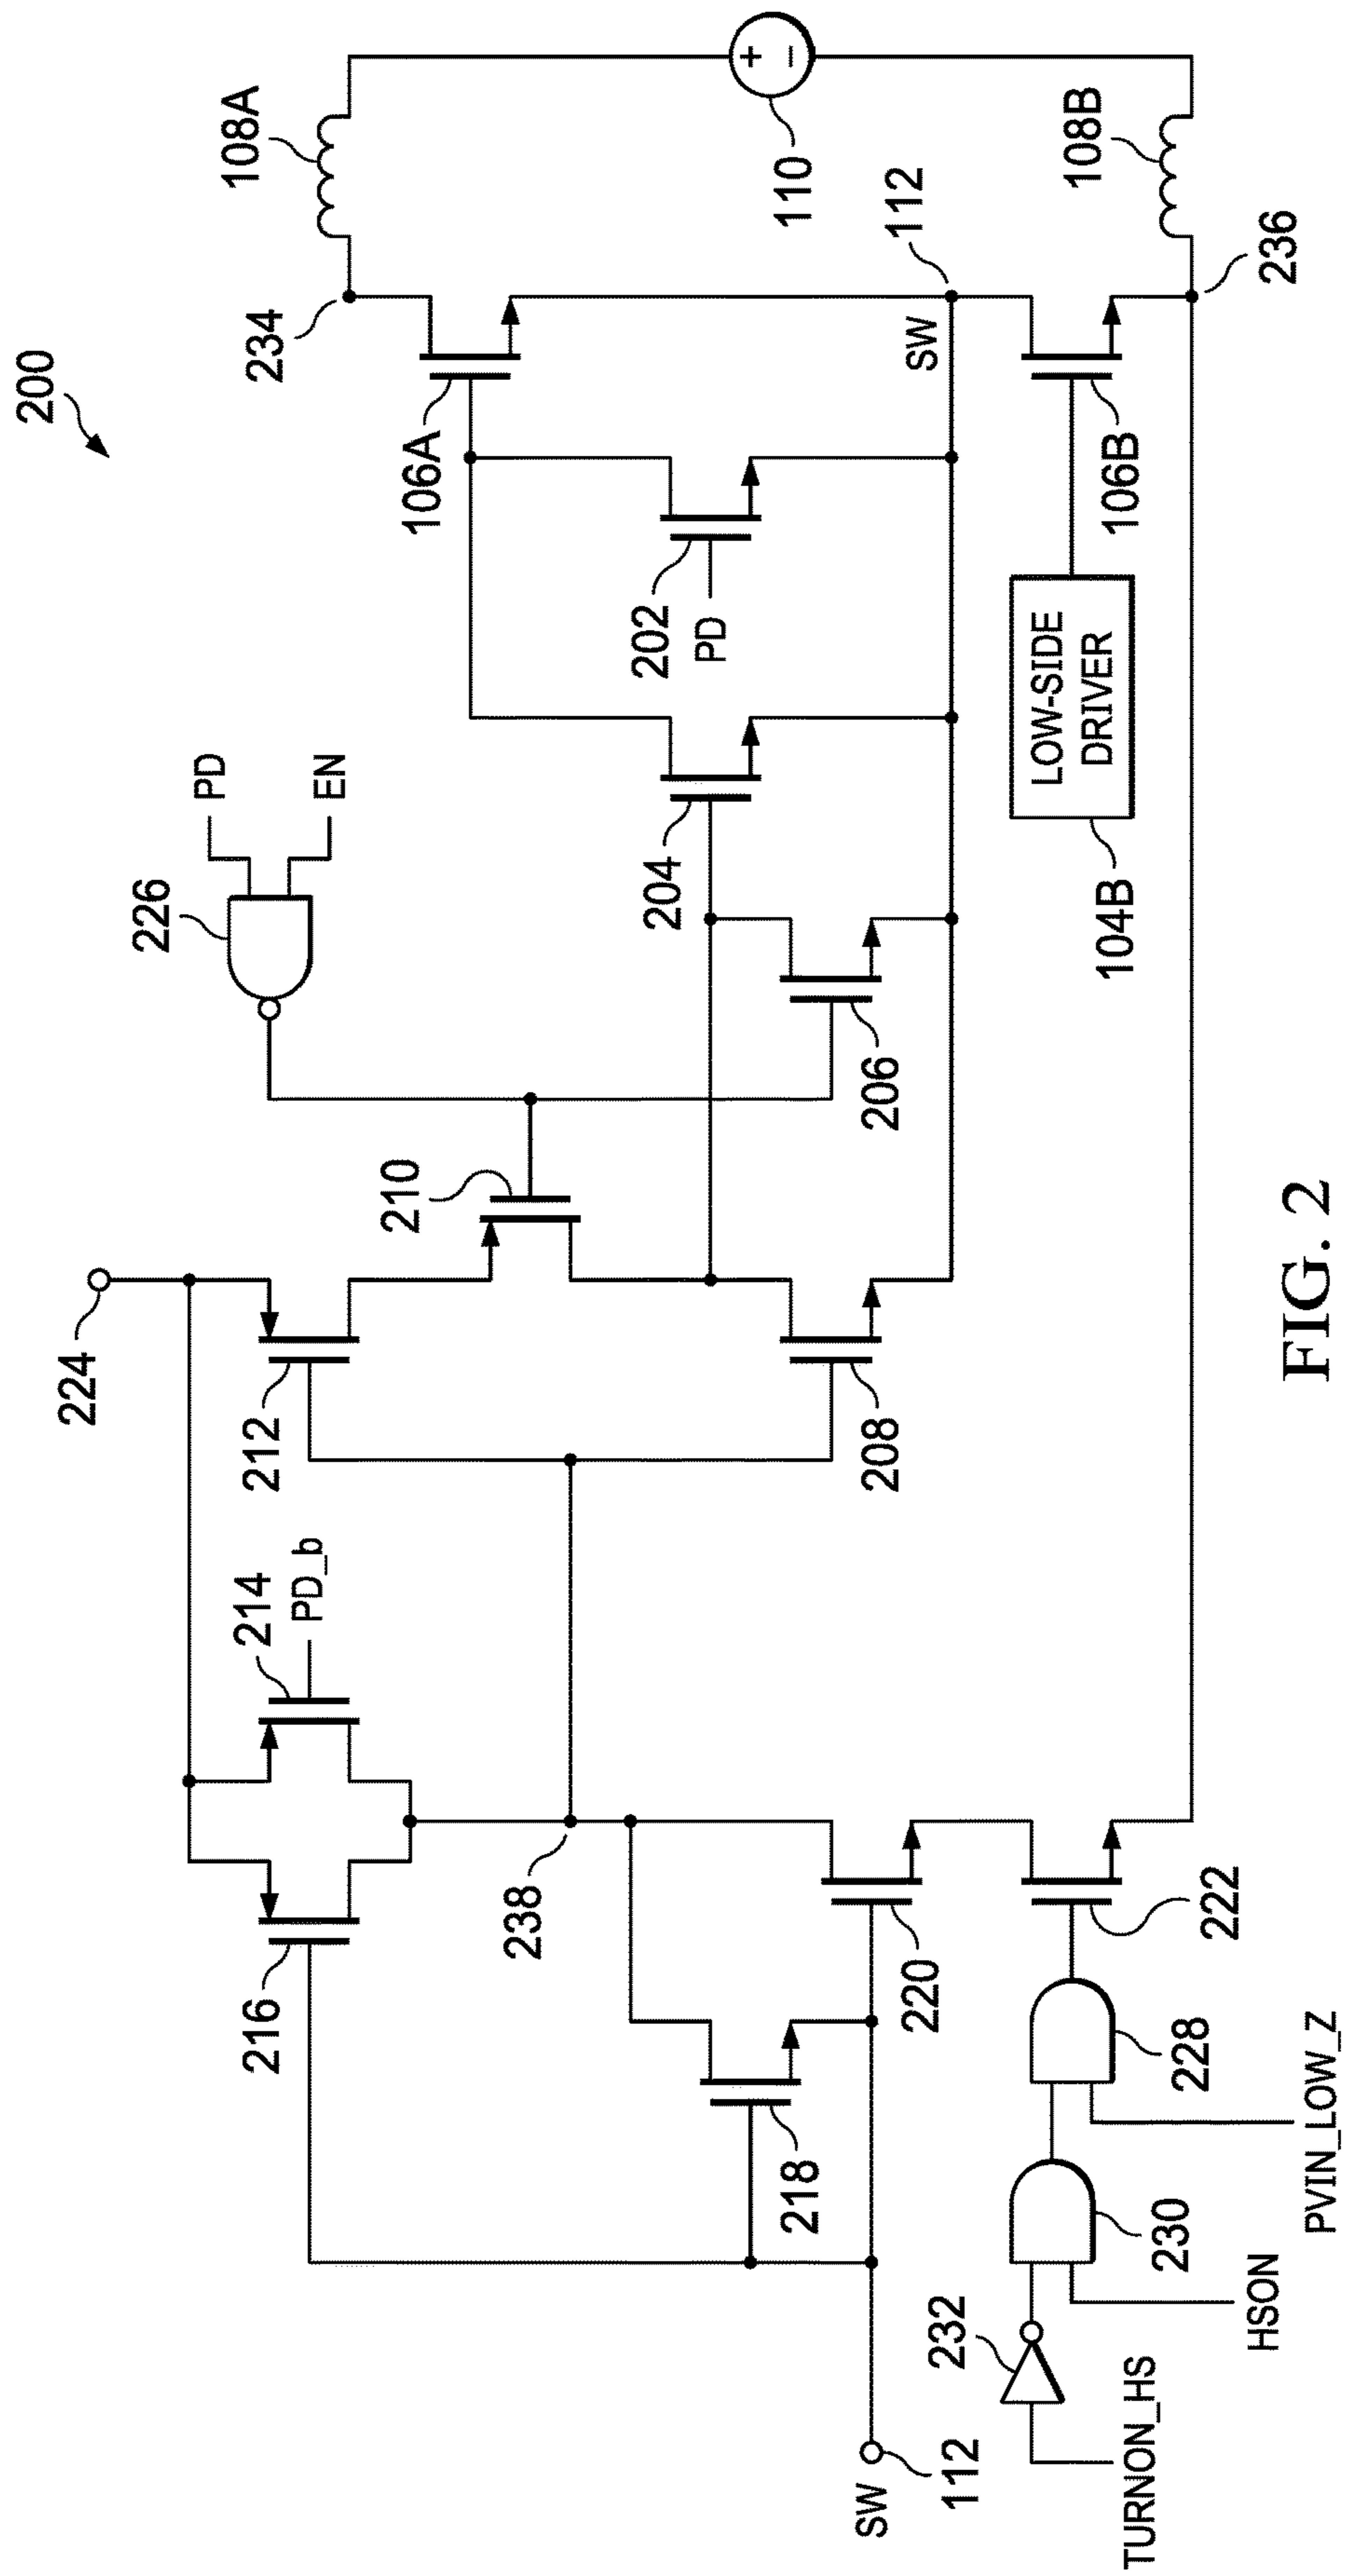 200
224
226
PD
EN
234
108A
212
210
106A
216
214
PD_b
202
PD
110
204
112
SW
238
206
208
218
220
SW
112
LOW-SIDE
DRIVER
104B
106B
108B
236
232
230
228
222
TURNON_HS
HSON
PVIN_LOW_Z
FIG. 2